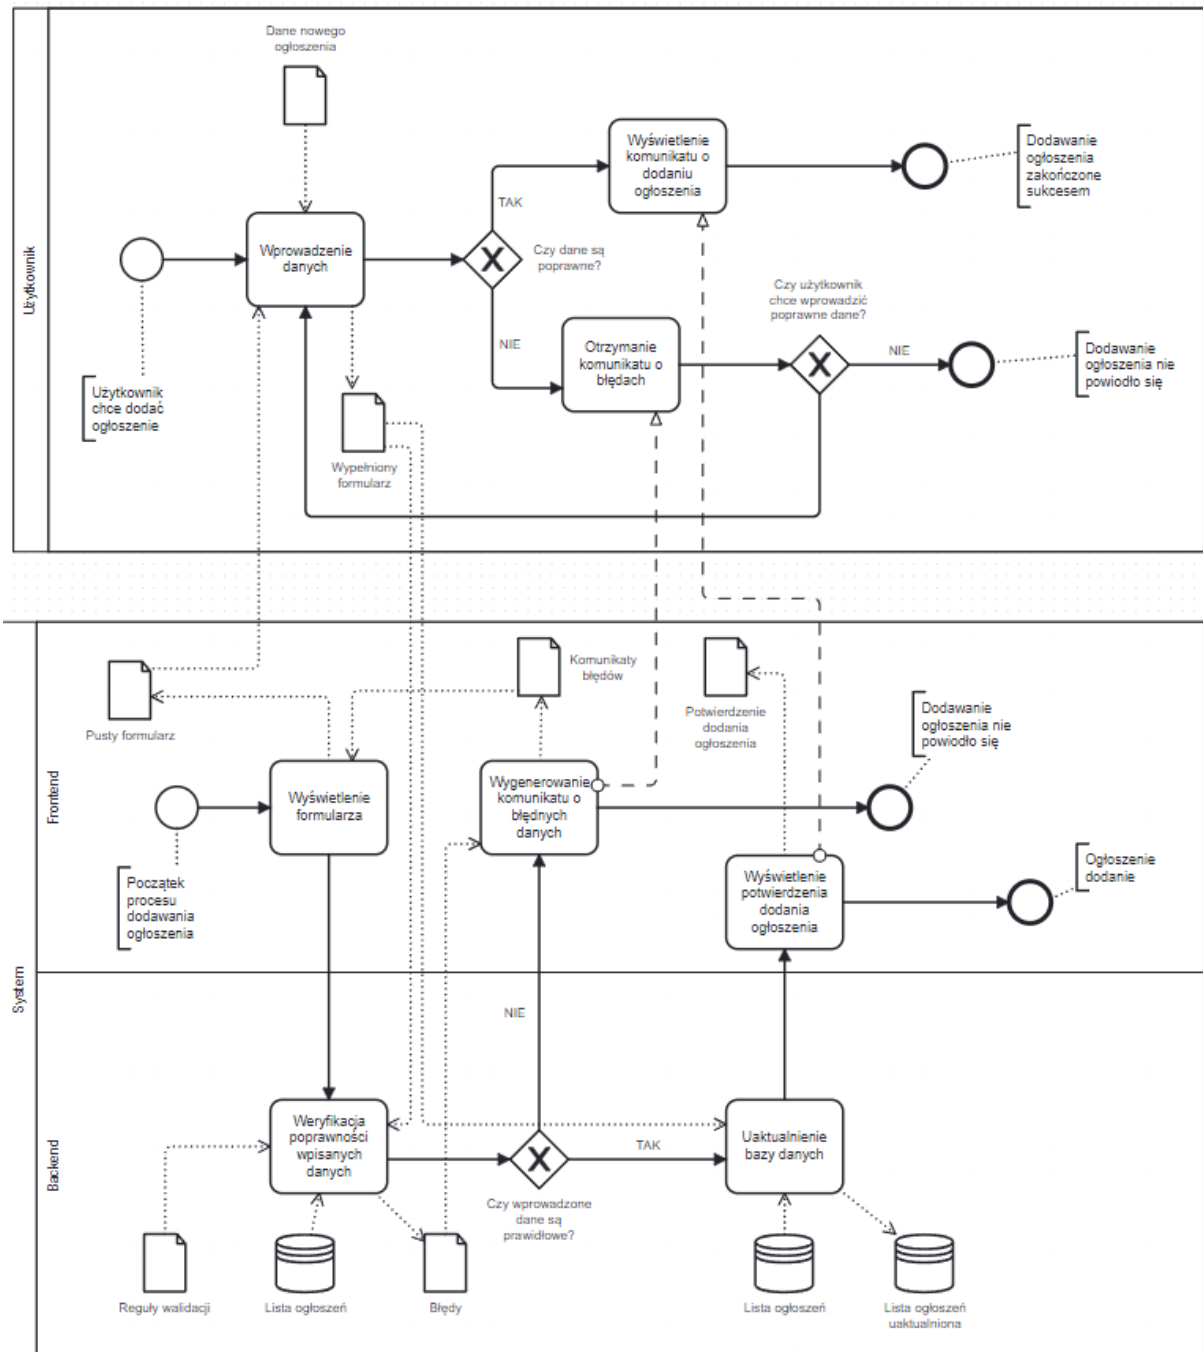 Użytkownik
Dane nowego
ogłoszenia
Wprowadzenie
danych
Użytkownik
chce dodać
ogłoszenie
Wypełniony
formularz
TAK
NIE
Czy dane są
poprawne?
Wyświetlenie
komunikatu o
dodaniu
ogłoszenia
Dodawanie
ogłoszenia
zakończone
sukcesem
Otrzymanie
komunikatu o
błędach
Czy użytkownik
chce wprowadzić
poprawne dane?
NIE
Dodawanie
ogłoszenia nie
powiodło się
System
Frontend
Pusty formularz
Początek
procesu
dodawania
ogłoszenia
Wyświetlenie
formularza
Komunikaty
błędów
Wygenerowanie
komunikatu o
błędnych
danych
Potwierdzenie
dodania
ogłoszenia
Dodawanie
ogłoszenia nie
powiodło się
Wyświetlenie
potwierdzenia
dodania
ogłoszenia
Ogłoszenie
dodanie
Backend
Weryfikacja
poprawności
wpisanych
danych
NIE
TAK
Czy wprowadzone
dane są
prawidłowe?
Uaktualnienie
bazy danych
Reguły walidacji
Lista ogłoszeń
Błędy
Lista ogłoszeń
Lista ogłoszeń
uaktualniona